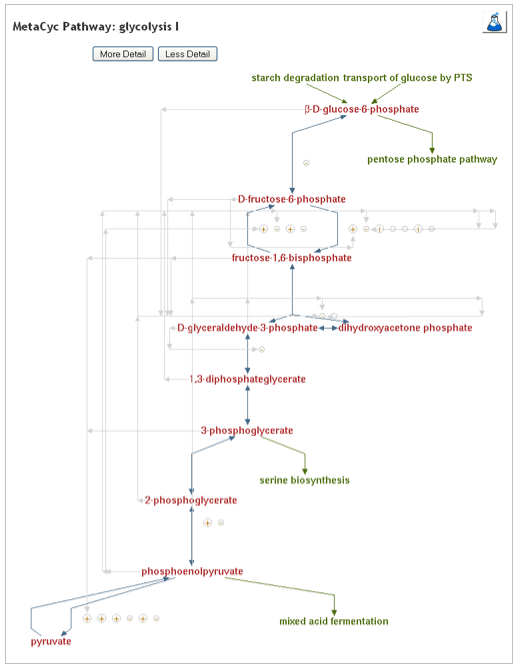 MetaCyc Pathway: glycolysis I
More Detail Less Detail
starch degradation transport of glucose by PTS
β-D-glucose-6-phosphate
pentose phosphate pathway
D-fructose-6-phosphate
fructose-1,6-bisphosphate
D-glyceraldehyde-3-phosphate dihydroxyacetone phosphate
1,3-diphosphateglycerate
3-phosphoglycerate
serine biosynthesis
2-phosphoglycerate
phosphoenolpyruvate
mixed acid fermentation
pyruvate